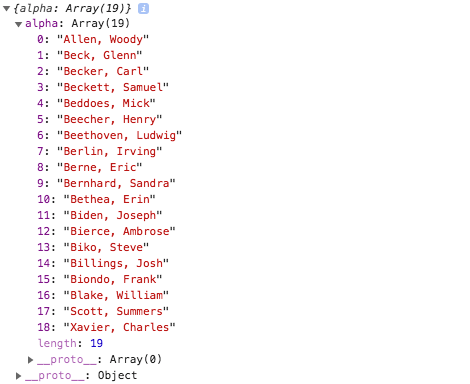 {alpha: Array(19)} i
alpha: Array(19)
0: "Allen, Woody"
1: "Beck, Glenn"
2: "Becker, Carl"
3: "Beckett, Samuel"
4: "Beddoes, Mick"
5: "Beecher, Henry"
6: "Beethoven, Ludwig"
7: "Berlin, Irving"
8: "Berne, Eric"
9: "Bernhard, Sandra"
10: "Bethea, Erin"
11: "Biden, Joseph"
12: "Bierce, Ambrose"
13: "Biko, Steve"
14: "Billings, Josh"
15: "Biondo, Frank"
16: "Blake, William"
17: "Scott, Summers"
18: "Xavier, Charles"
length: 19
__proto__: Array(0)
__proto__: Object